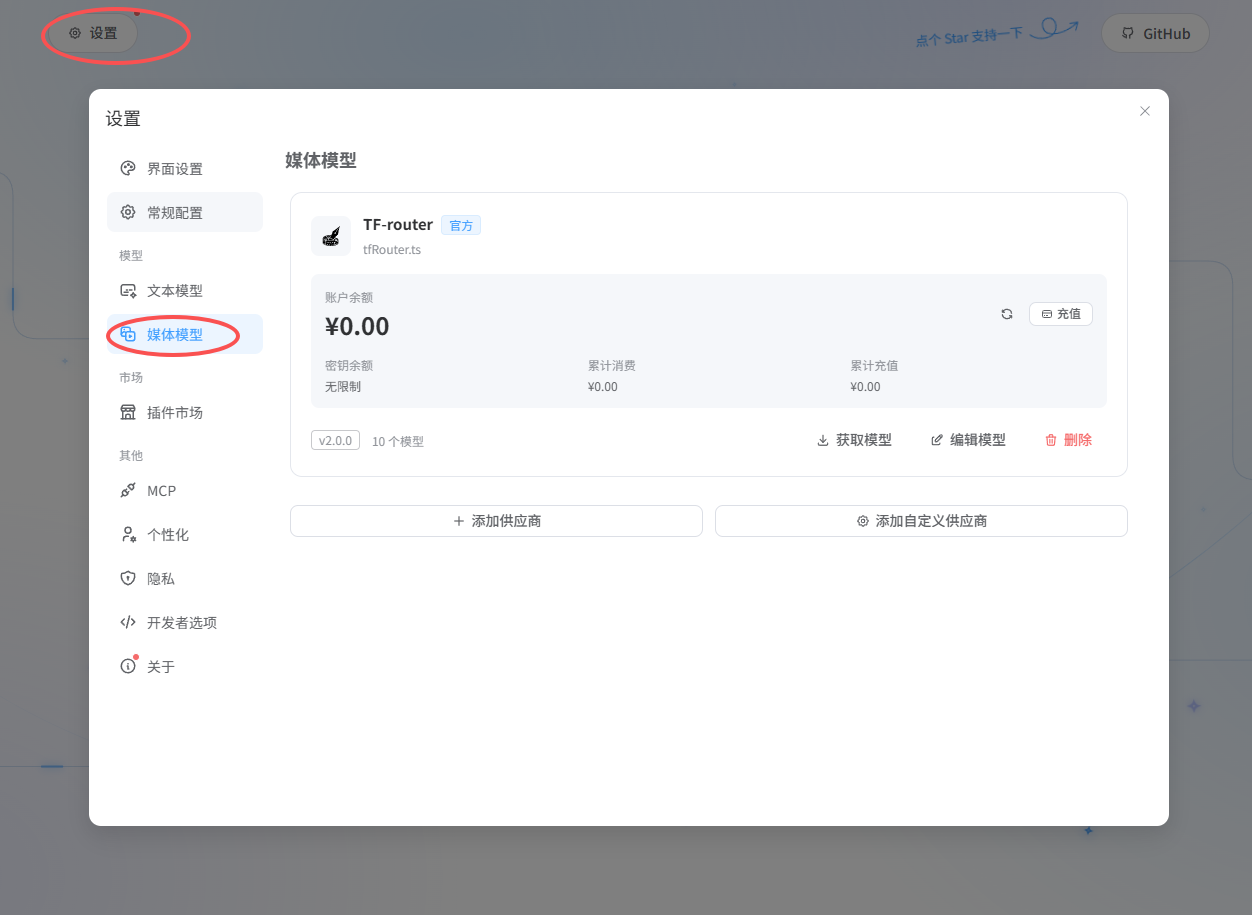 设置
点个 Star 支持一下
GitHub
设置
界面设置
常规配置
模型
文本模型
媒体模型
市场
插件市场
其他
MCP
个性化
隐私
开发者选项
关于
媒体模型
TF-router 官方
tfRouter.ts
账户余额
¥0.00
充值
密钥余额 累计消费 累计充值
无限制 ¥0.00 ¥0.00
v2.0.0 10 个模型 获取模型 编辑模型 删除
添加供应商 添加自定义供应商